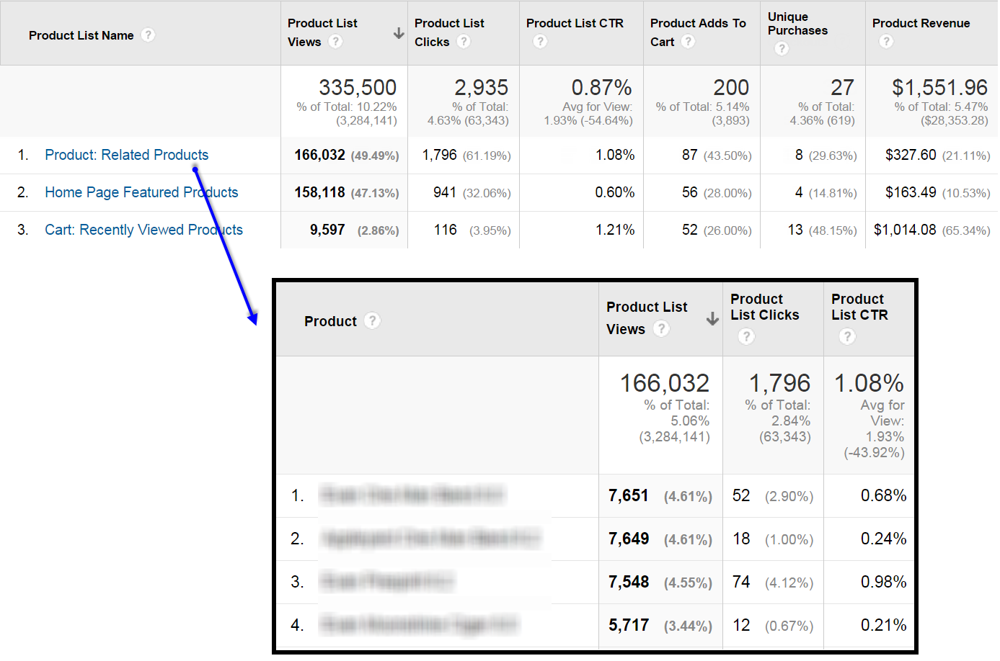 Product List Name ?
Product List Views ?
Product List Clicks ?
Product List CTR ?
Product Adds To Cart ?
Unique Purchases ?
Product Revenue ?
335,500 2,935 0.87% 200 27 $1,551.96
% of Total: 10.22% (3,284,141)
% of Total: 4.63% (63,343)
Avg for View: 1.93% (-54.64%)
% of Total: 5.14% (3,893)
% of Total: 4.36% (619)
% of Total: 5.47% ($28,353.28)
1. Product: Related Products 166,032 (49.49%) 1,796 (61.19%) 1.08% 87 (43.50%) 8 (29.63%) $327.60 (21.11%)
2. Home Page Featured Products 158,118 (47.13%) 941 (32.06%) 0.60% 56 (28.00%) 4 (14.81%) $163.49 (10.53%)
3. Cart: Recently Viewed Products 9,597 (2.86%) 116 (3.95%) 1.21% 52 (26.00%) 13 (48.15%) $1,014.08 (65.34%)
Product ?
Product List Views ?
Product List Clicks ?
Product List CTR ?
166,032 1,796 1.08%
% of Total: 5.06% (3,284,141)
% of Total: 2.84% (63,343)
Avg for View: 1.93% (-43.92%)
1. 7,651 (4.61%) 52 (2.90%) 0.68%
2. 7,649 (4.61%) 18 (1.00%) 0.24%
3. 7,548 (4.55%) 74 (4.12%) 0.98%
4. 5,717 (3.44%) 12 (0.67%) 0.21%